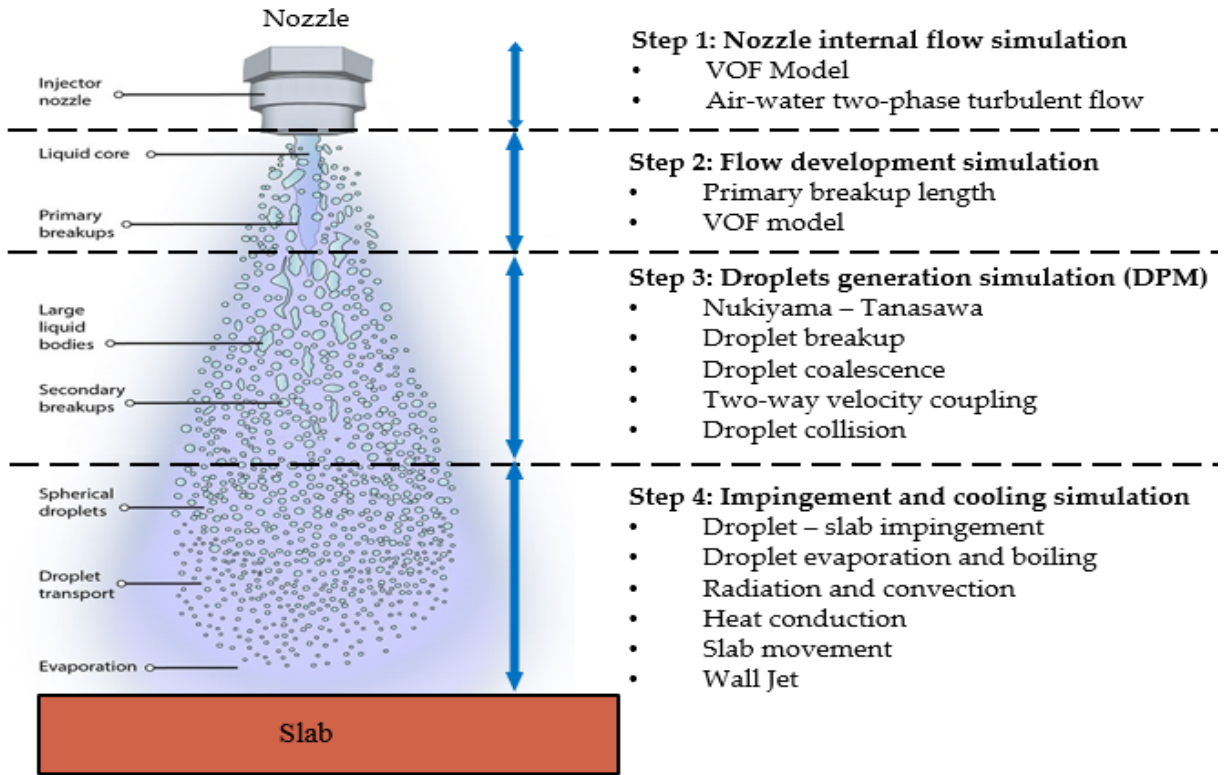 Nozzle
Injector
nozzle
Liquid core
Primary
breakups
Large
liquid
bodies
Secondary
breakups
Spherical
droplets
Droplet
transport
Evaporation
Slab
Step 1: Nozzle internal flow simulation
• VOF Model
• Air-water two-phase turbulent flow
Step 2: Flow development simulation
• Primary breakup length
• VOF model
Step 3: Droplets generation simulation (DPM)
• Nukiyama – Tanasawa
• Droplet breakup
• Droplet coalescence
• Two-way velocity coupling
• Droplet collision
Step 4: Impingement and cooling simulation
• Droplet – slab impingement
• Droplet evaporation and boiling
• Radiation and convection
• Heat conduction
• Slab movement
• Wall Jet